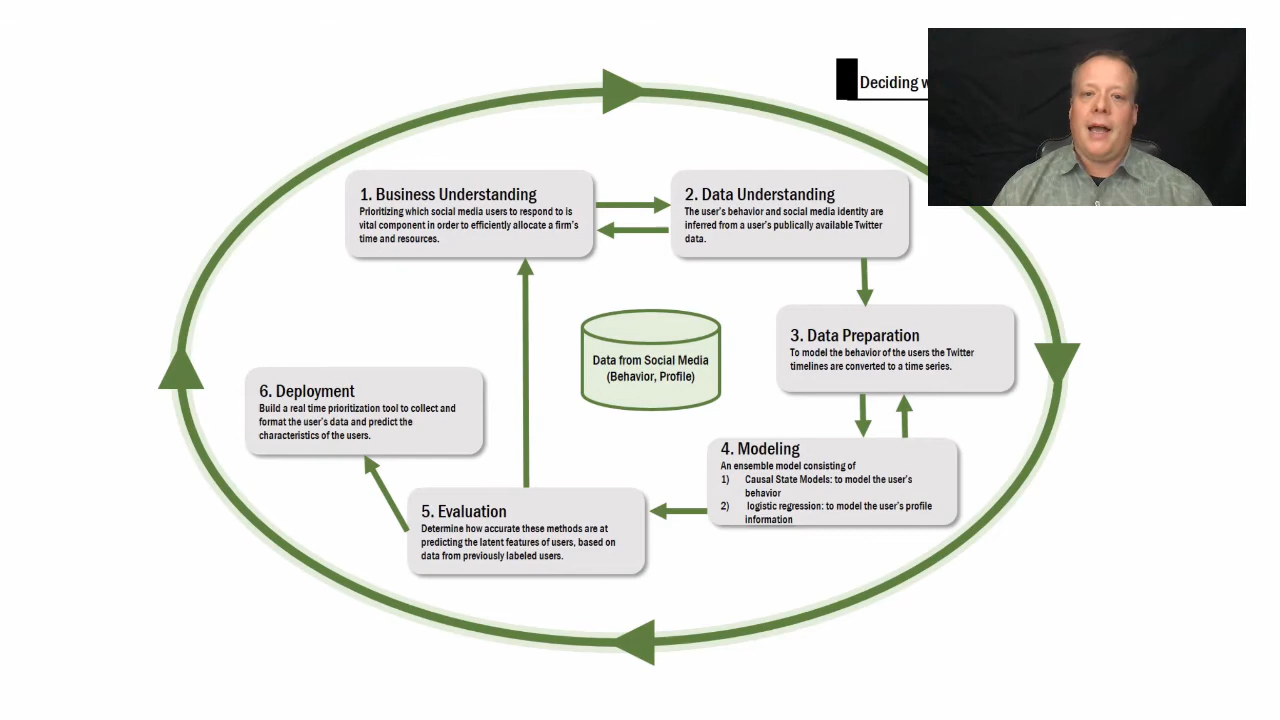 Deciding
1. Business Understanding
Prioritizing which social media users to respond to is
vital component in order to efficiently allocate a firm's
time and resources.
2. Data Understanding
The user's behavior and social media identity are
inferred from a user's publically available Twitter
data.
3. Data Preparation
To model the behavior of the users the Twitter
timelines are converted to a time series.
Data from Social Media
(Behavior, Profile)
4. Modeling
An ensemble model consisting of
1) Causal State Models: to model the user's
behavior
2) logistic regression: to model the user's profile
information
5. Evaluation
Determine how accurate these methods are at
predicting the latent features of users, based on
data from previously labeled users.
6. Deployment
Build a real time prioritization tool to collect and
format the user's data and predict the
characteristics of the users.